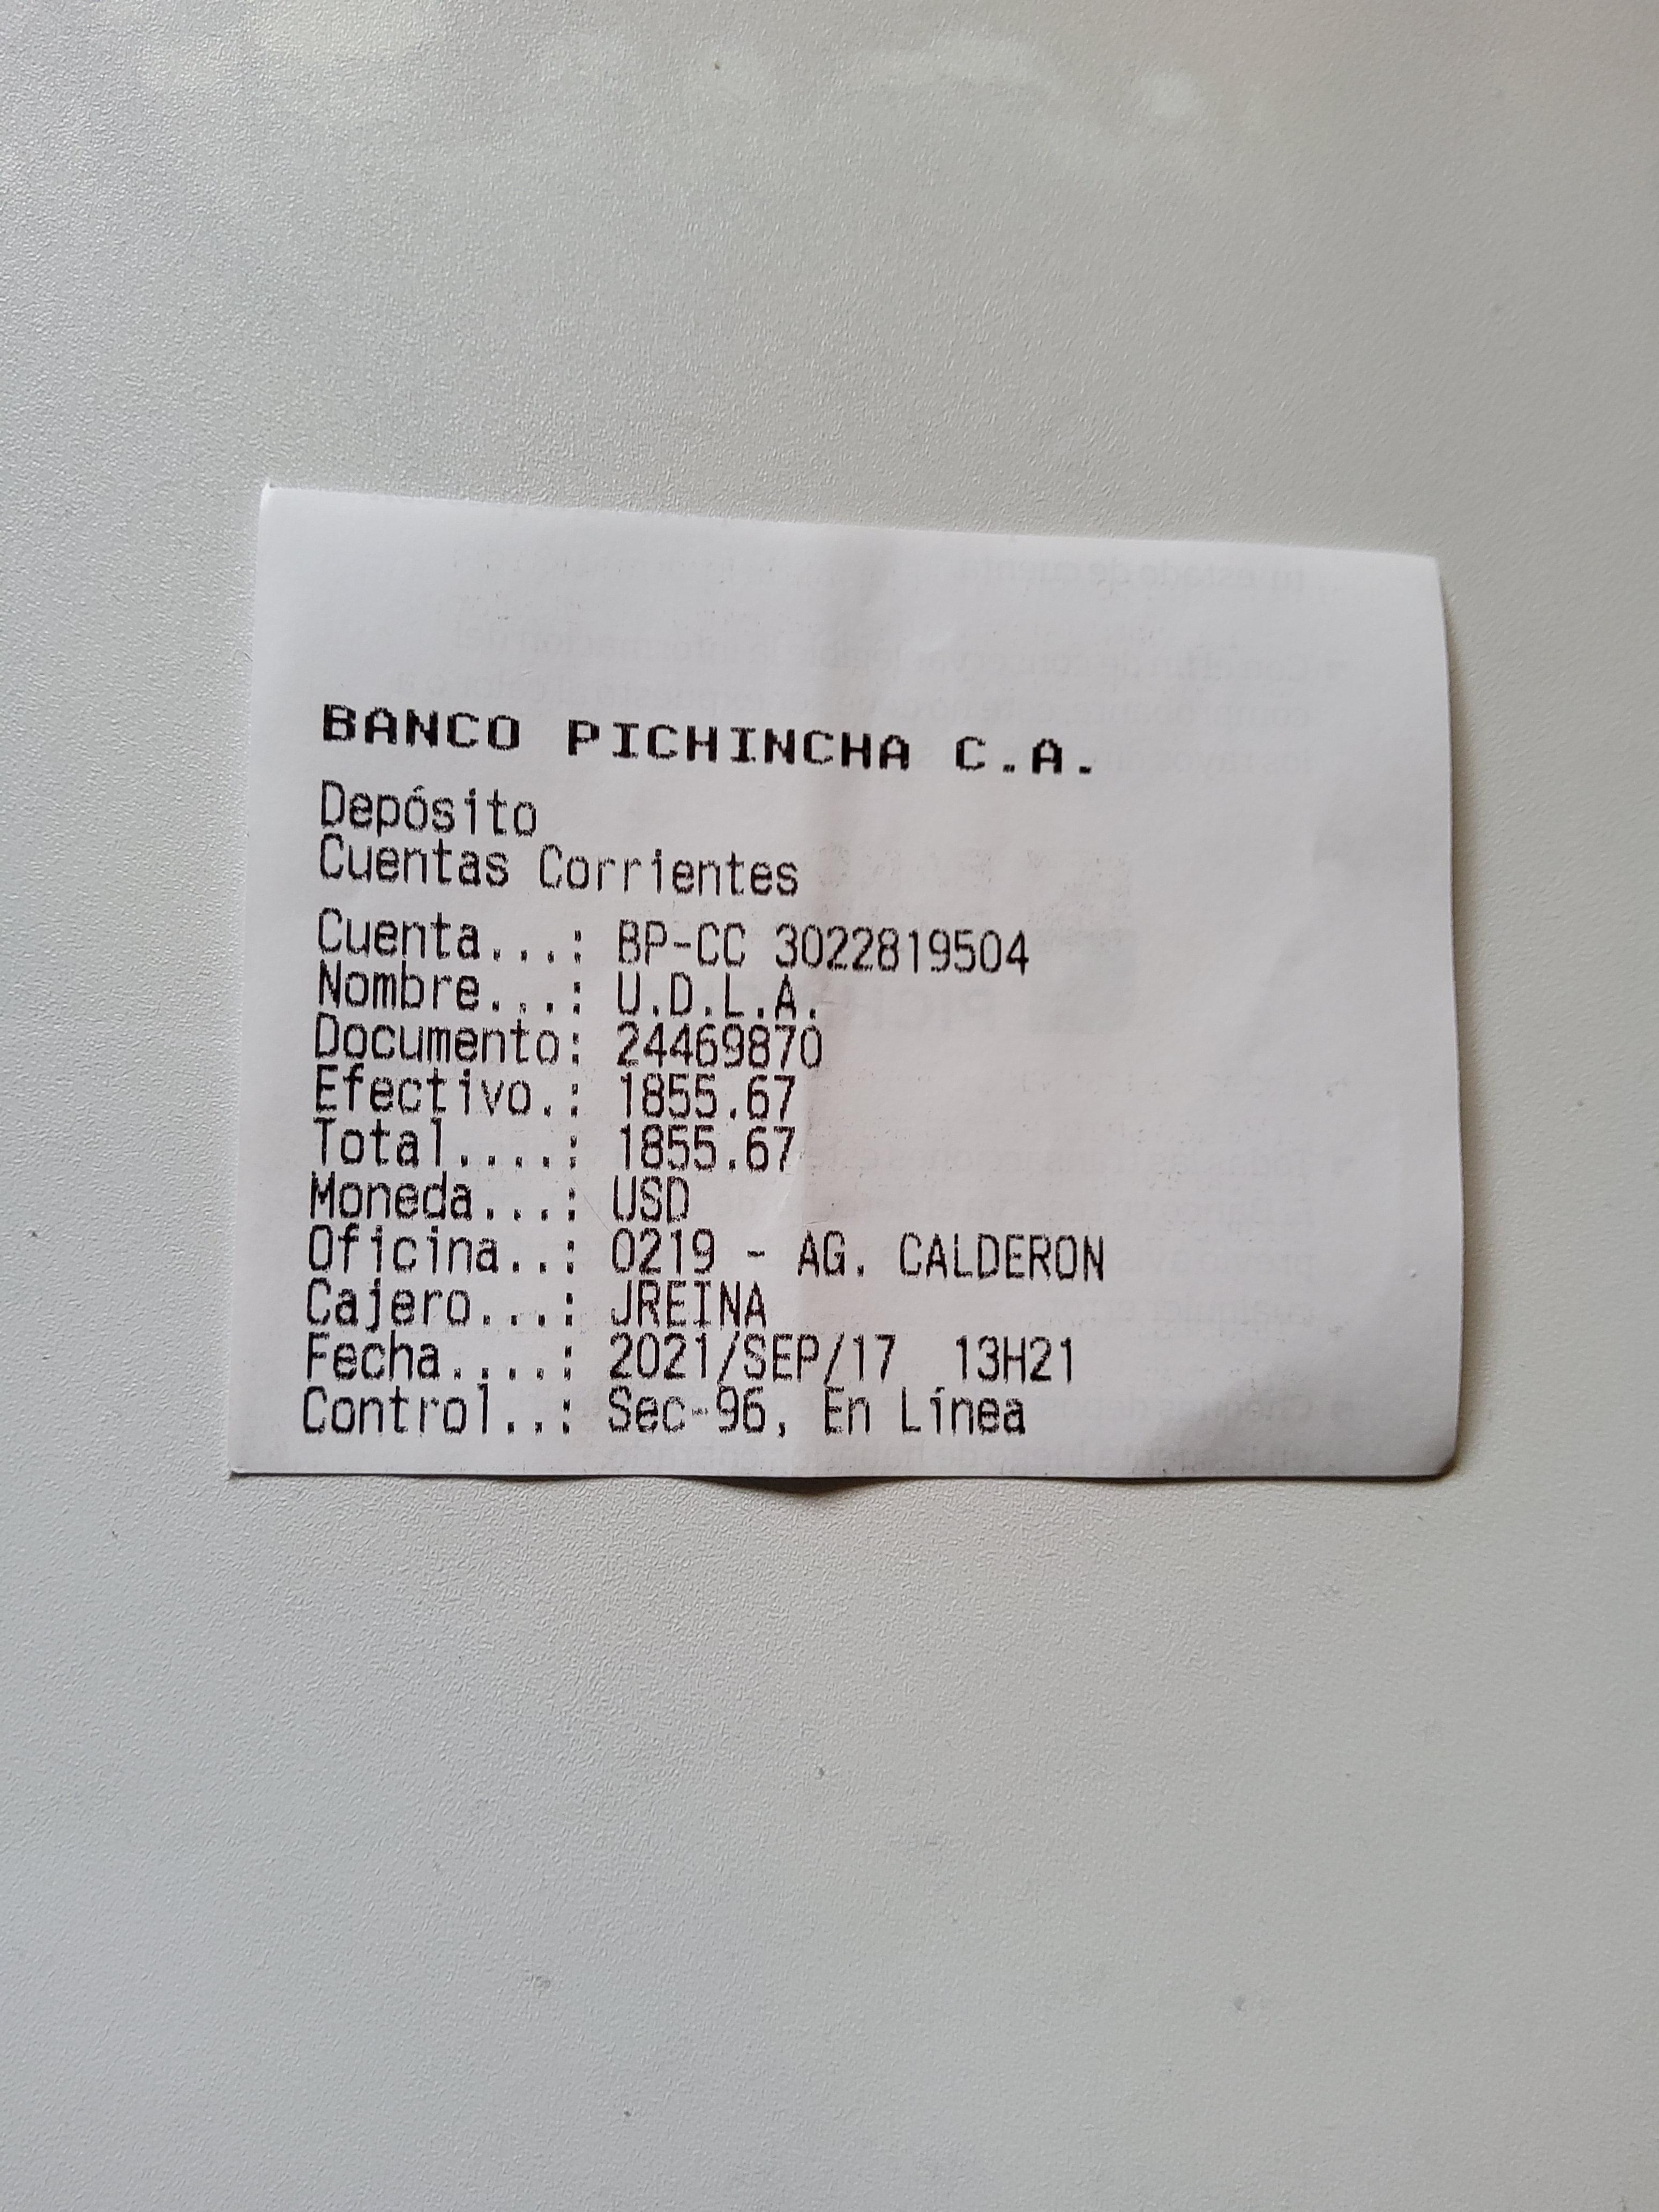 BANCO PICHINCHA C.A.
Depósito
Cuentas Corrientes
Cuenta...: BP-CC 3022819504
Nombre...: U.D.L.A.
Documento: 24469870
Efectivo.: 1855.67
Total....: 1855.67
Moneda...: USD
Oficina..: 0219 - AG. CALDERON
Cajero...: JREINA
Fecha....: 2021/SEP/17 13H21
Control..: Sec-96, En Línea